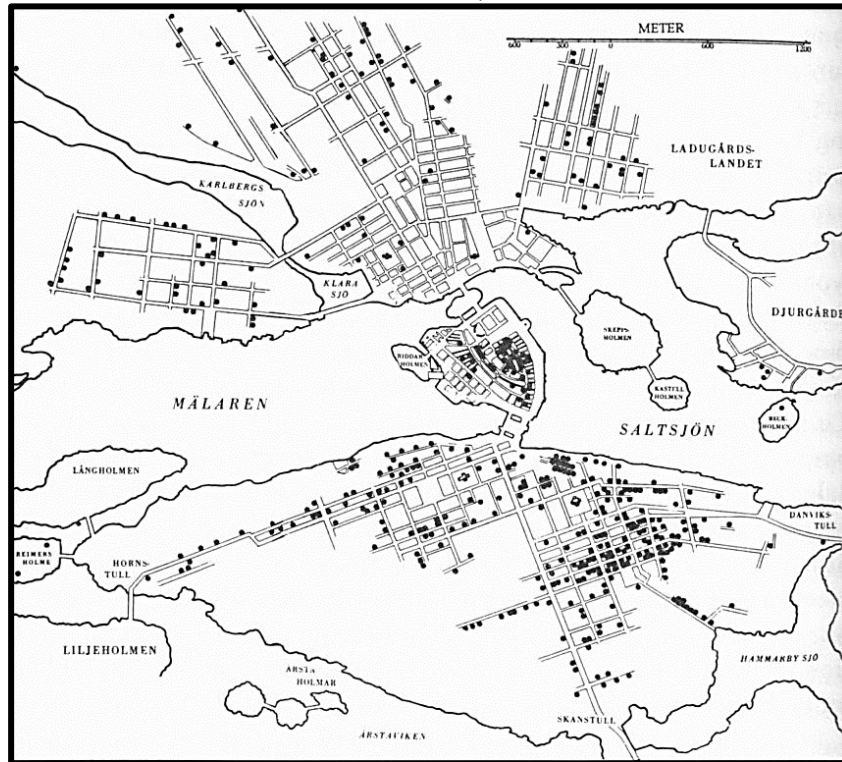 METER
600 300 0 600 1200
LADUGÅRDS-
LANDET
KARLBERGS
SJÖN
KLARA
SJÖ
DJURGÅRDE
SKEPPS-
HOLMEN
RIDDAR-
HOLMEN
KASTELL
HOLMEN
MÄLAREN
BECK-
HOLMEN
SALTSJÖN
LÅNGHOLMEN
DANVIKS-
TULL
REIMERS
HOLME
HORNS-
TULL
LILJEHOLMEN
HAMMARBY SJÖ
ÅRSTA
HOLMAR
SKANSTULL
ÅRSTAVIKEN